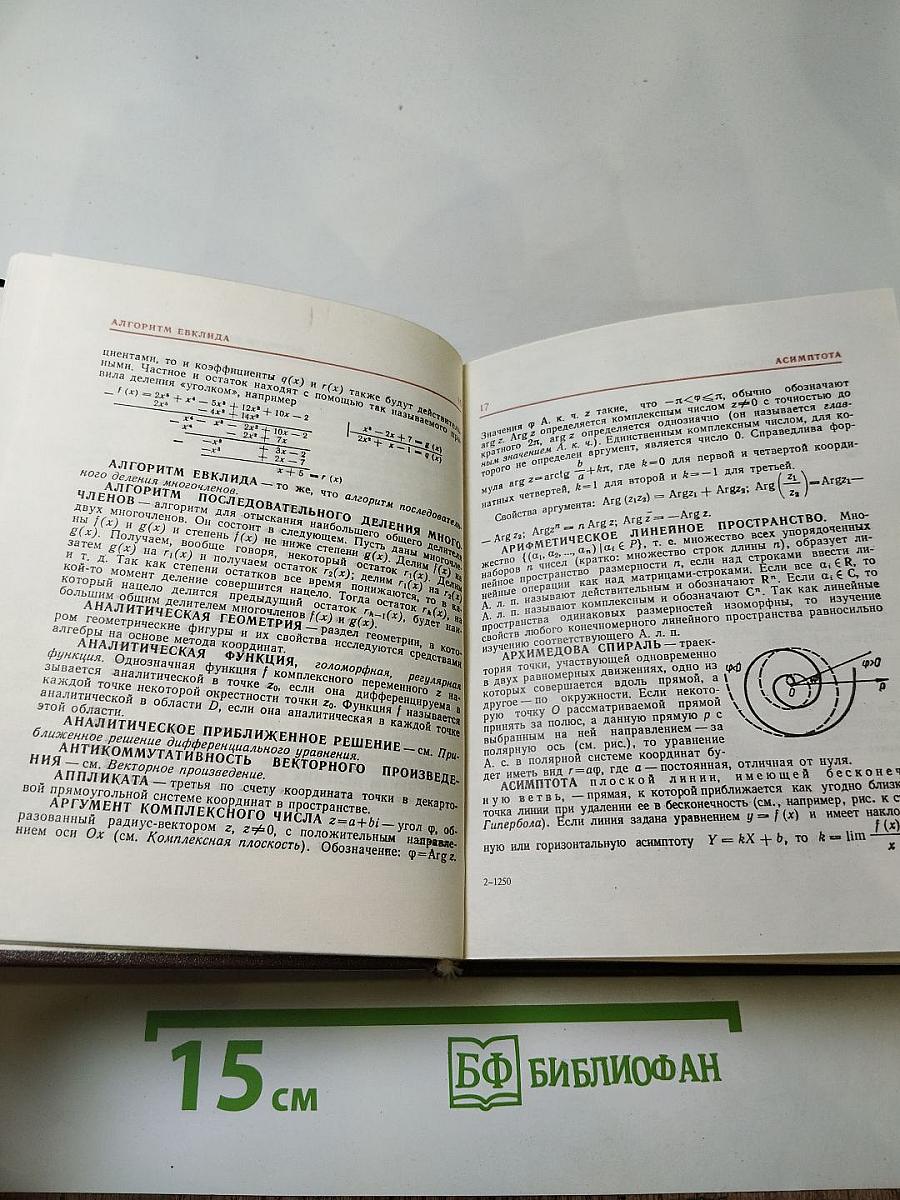 АЛГОРИТМ ЕВКЛИДА
циентами, то и коэффициенты q(x) и r(x) также будут действитель-
ными. Частное и остаток находят с помощью так называемого пра-
вила деления «уголком», например
АЛГОРИТМ ЕВКЛИДА — то же, что алгоритм последователь-
ного деления многочленов.
АЛГОРИТМ ПОСЛЕДОВАТЕЛЬНОГО ДЕЛЕНИЯ МНОГО-
ЧЛЕНОВ — алгоритм для отыскания наибольшего общего делителя
двух многочленов. Он состоит в следующем. Пусть даны многочле-
ны f(x) и g(x) и степень f(x) не ниже степени g(x). Делим f(x) на
g(x). Получаем, вообще говоря, некоторый остаток r₁(x). Делим
затем g(x) на r₁(x) и получаем остаток r₂(x); делим r₁(x) на r₂(x)
и т. д. Так как степени остатков все время понижаются, то в ка-
кой-то момент деление совершится нацело. Тогда остаток rₖ(x), на
который нацело делится предыдущий остаток rₖ₋₁(x), будет наи-
большим общим делителем многочленов f(x) и g(x).
АНАЛИТИЧЕСКАЯ ГЕОМЕТРИЯ — раздел геометрии, в кото-
ром геометрические фигуры и их свойства исследуются средствами
алгебры на основе метода координат.
АНАЛИТИЧЕСКАЯ ФУНКЦИЯ, голоморфная, регулярная
функция. Однозначная функция f комплексного переменного z на-
зывается аналитической в точке z₀, если она дифференцируема в
каждой точке некоторой окрестности точки z₀. Функция f называется
аналитической в области D, если она аналитическая в каждой точке
этой области.
АНАЛИТИЧЕСКОЕ ПРИБЛИЖЕННОЕ РЕШЕНИЕ — см. При-
ближенное решение дифференциального уравнения.
АНТИКОММУТАТИВНОСТЬ ВЕКТОРНОГО ПРОИЗВЕДЕ-
НИЯ — см. Векторное произведение.
АППЛИКАТА — третья по счету координата точки в декарто-
вой прямоугольной системе координат в пространстве.
АРГУМЕНТ КОМПЛЕКСНОГО ЧИСЛА z=a+bi — угол φ, об-
разованный радиус-вектором z, z≠0, с положительным направле-
нием оси Ox (см. Комплексная плоскость). Обозначение: φ=Arg z.
17
АСИМПТОТА
Значения φ А. к. ч. z такие, что —π<φ⩽π, обычно обозначают
arg z. Arg z определяется комплексным числом z≠0 с точностью до
кратного 2π, arg z определяется однозначно (он называется глав-
ным значением А. к. ч.). Единственным комплексным числом, для ко-
торого не определен аргумент, является число 0. Справедлива фор-
мула arg z=arctg b/a+kπ, где k=0 для первой и четвертой коорди-
натных четвертей, k=1 для второй и k=—1 для третьей.
Свойства аргумента: Arg (z₁z₂) = Argz₁ + Argz₂; Arg (z₁/z₂)=Argz₁—
— Arg z₂; Argzⁿ = n Arg z; Arg z̄ = — Arg z.
АРИФМЕТИЧЕСКОЕ ЛИНЕЙНОЕ ПРОСТРАНСТВО. Мно-
жество {(α₁, α₂, ..., αₙ) | αᵢ ∈ P}, т. е. множество всех упорядоченных
наборов n чисел (кратко: множество строк длины n), образует ли-
нейное пространство размерности n, если над строками ввести ли-
нейные операции как над матрицами-строками. Если все αᵢ ∈ R, то
А. л. п. называют действительным и обозначают Rⁿ. Если αᵢ ∈ C, то
А. л. п. называют комплексным и обозначают Cⁿ. Так как линейные
пространства одинаковых размерностей изоморфны, то изучение
свойств любого конечномерного линейного пространства равносильно
изучению соответствующего А. л. п.
АРХИМЕДОВА СПИРАЛЬ — траек-
тория точки, участвующей одновременно
в двух равномерных движениях, одно из
которых совершается вдоль прямой, а
другое — по окружности. Если некото-
рую точку O рассматриваемой прямой
принять за полюс, а данную прямую p с
выбранным на ней направлением — за
полярную ось (см. рис.), то уравнение
А. с. в полярной системе координат бу-
дет иметь вид r=aφ, где a — постоянная, отличная от нуля.
φ<0
φ>0
O
p
АСИМПТОТА плоской линии, имеющей бесконеч
ную ветвь, — прямая, к которой приближается как угодно близк
точка линии при удалении ее в бесконечность (см., например, рис. к ст
Гипербола). Если линия задана уравнением y = f (x) и имеет накло
ную или горизонтальную асимптоту Y = kX + b, то k = lim f(x)/x
2-1250
15 см
БФ БИБЛИОФАН